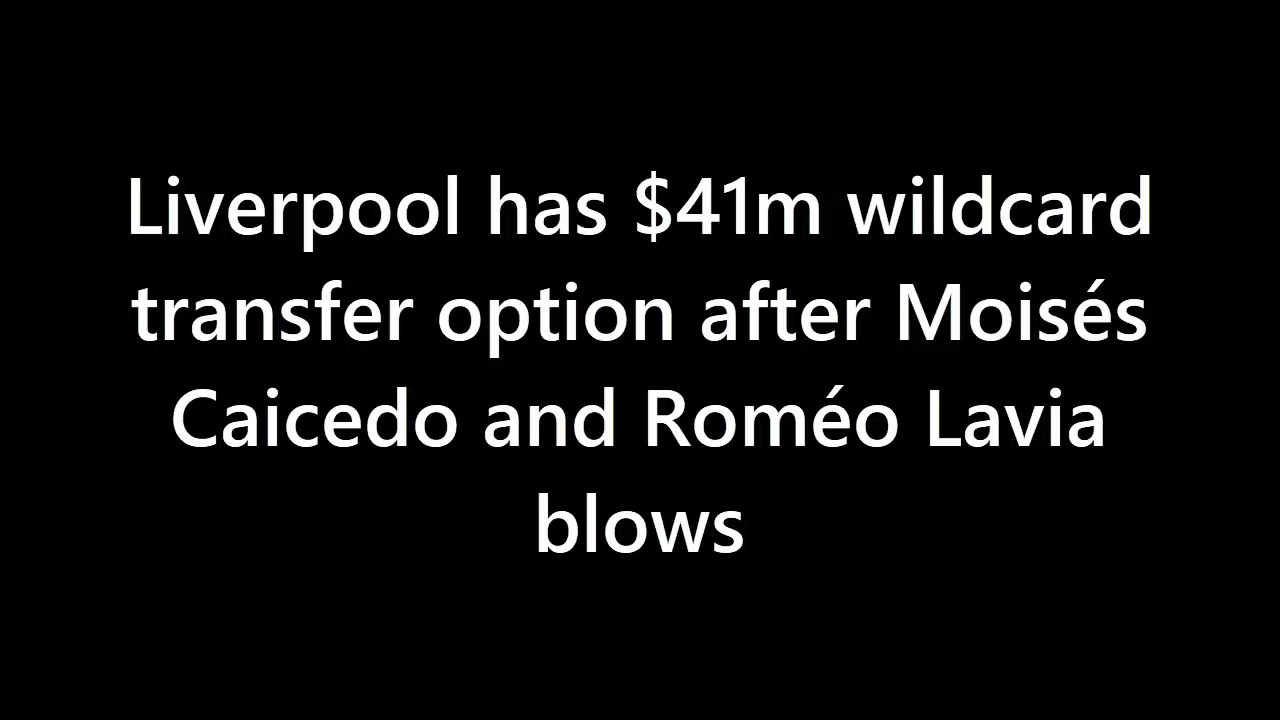 Liverpool has $41m wildcard
transfer option after Moisés
Caicedo and Roméo Lavia
blows